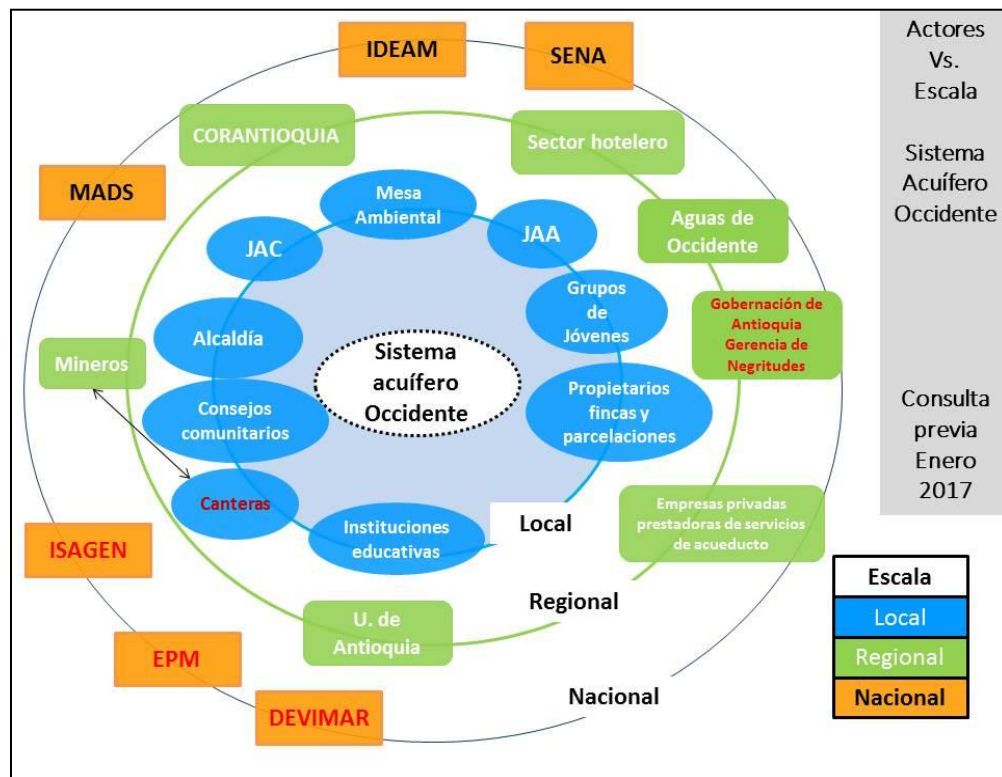 IDEAM
SENA
CORANTIOQUIA
Sector hotelero
MADS
Mesa
Ambiental
JAC
JAA
Aguas de
Occidente
Grupos
de
Jóvenes
Alcaldía
Gobernación de
Antioquia
Gerencia de
Negritudes
Mineros
Sistema
acuífero
Occidente
Consejos
comunitarios
Propietarios
fincas y
parcelaciones
Canteras
Instituciones
educativas
Local
Empresas privadas
prestadoras de servicios
de acueducto
ISAGEN
Regional
U. de
Antioquia
EPM
Nacional
DEVIMAR
Actores
Vs.
Escala
Sistema
Acuífero
Occidente
Consulta
previa
Enero
2017
Escala
Local
Regional
Nacional